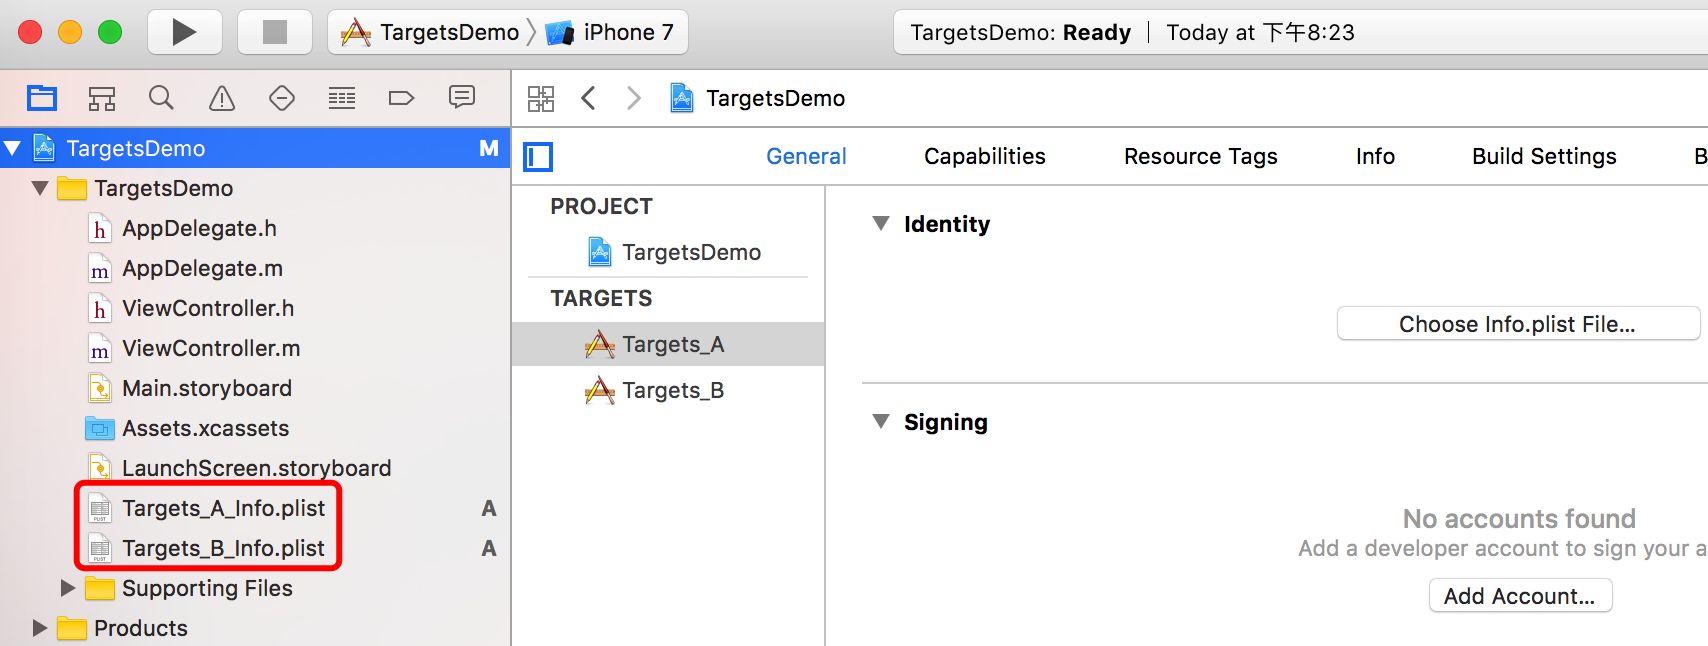 TargetsDemo
iPhone 7
TargetsDemo: Ready
Today at 下午8:23
TargetsDemo
TargetsDemo M
TargetsDemo
h AppDelegate.h
m AppDelegate.m
h ViewController.h
m ViewController.m
Main.storyboard
Assets.xcassets
LaunchScreen.storyboard
PLIST Targets_A_Info.plist A
PLIST Targets_B_Info.plist A
Supporting Files
Products
General
Capabilities
Resource Tags
Info
Build Settings
B
PROJECT
TargetsDemo
TARGETS
Targets_A
Targets_B
Identity
Choose Info.plist File...
Signing
No accounts found
Add a developer account to sign your a
Add Account...